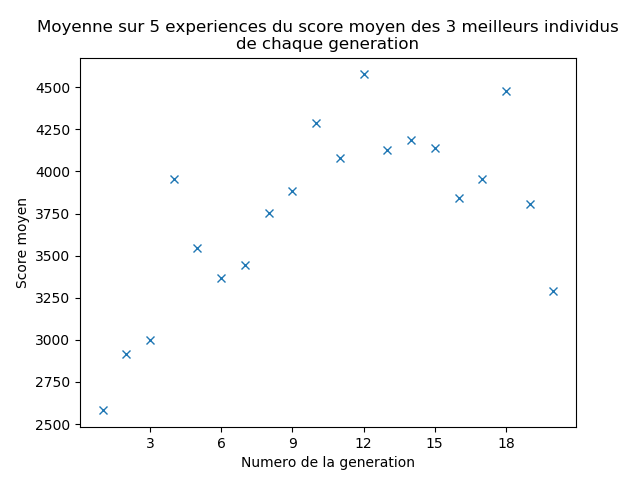 Moyenne sur 5 experiences du score moyen des 3 meilleurs individus
de chaque generation
4500
4250
4000
3750
3500
3250
3000
2750
2500
Score moyen
3 6 9 12 15 18
Numero de la generation